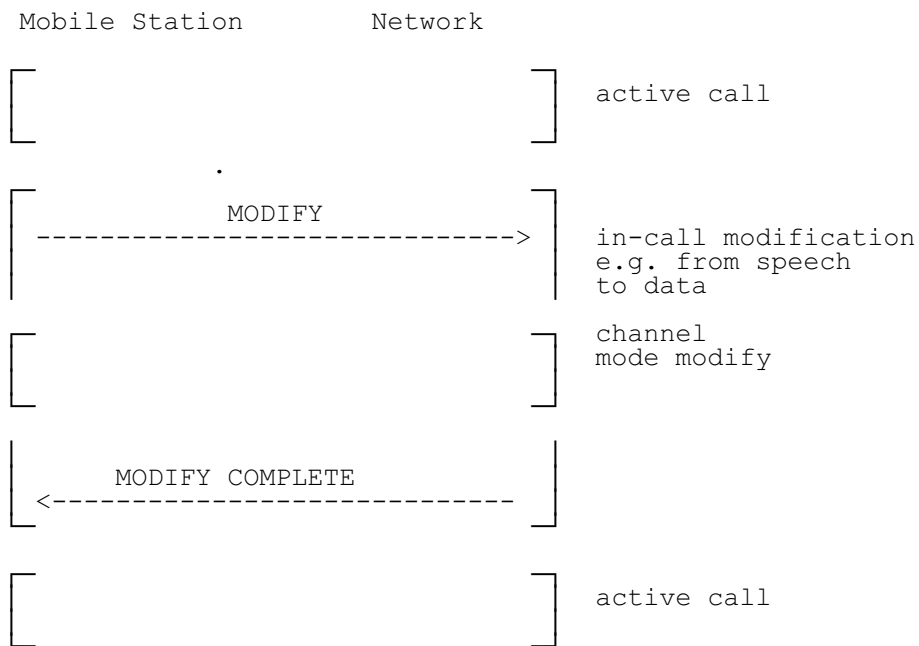 Mobile Station Network
active call
.
MODIFY
------------------------------>
in-call modification
e.g. from speech
to data
channel
mode modify
MODIFY COMPLETE
<-----------------------------
active call